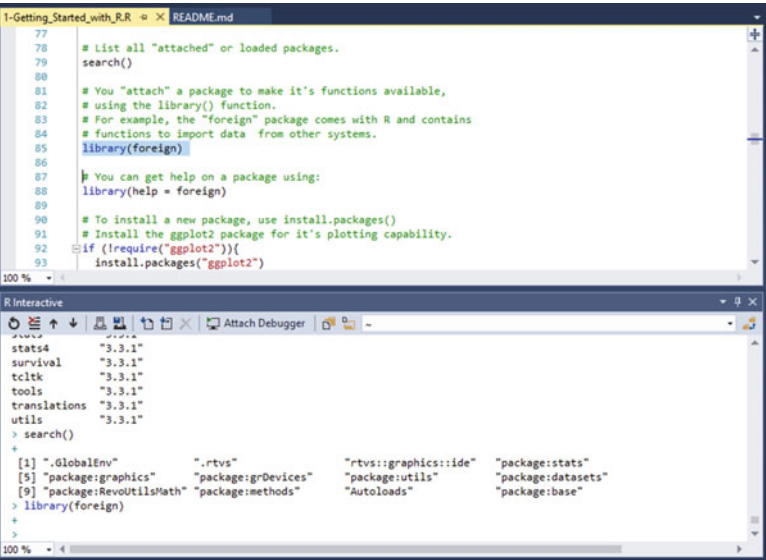 1-Getting_Started_with_R.R README.md
77
78 # List all "attached" or loaded packages.
79 search()
80
81 # You "attach" a package to make it's functions available,
82 # using the library() function.
83 # For example, the "foreign" package comes with R and contains
84 # functions to import data  from other systems.
85 library(foreign)
86
87 # You can get help on a package using:
88 library(help = foreign)
89
90 # To install a new package, use install.packages()
91 # Install the ggplot2 package for it's plotting capability.
92 if (!require("ggplot2")){
93 install.packages("ggplot2")
100 %
R Interactive
Attach Debugger ~
stats4 "3.3.1"
survival "3.3.1"
tcltk "3.3.1"
tools "3.3.1"
translations "3.3.1"
utils "3.3.1"
> search()
+
[1] ".GlobalEnv" ".rtvs" "rtvs::graphics::ide" "package:stats"
[5] "package:graphics" "package:grDevices" "package:utils" "package:datasets"
[9] "package:RevoUtilsMath" "package:methods" "Autoloads" "package:base"
> library(foreign)
+
>
100 %